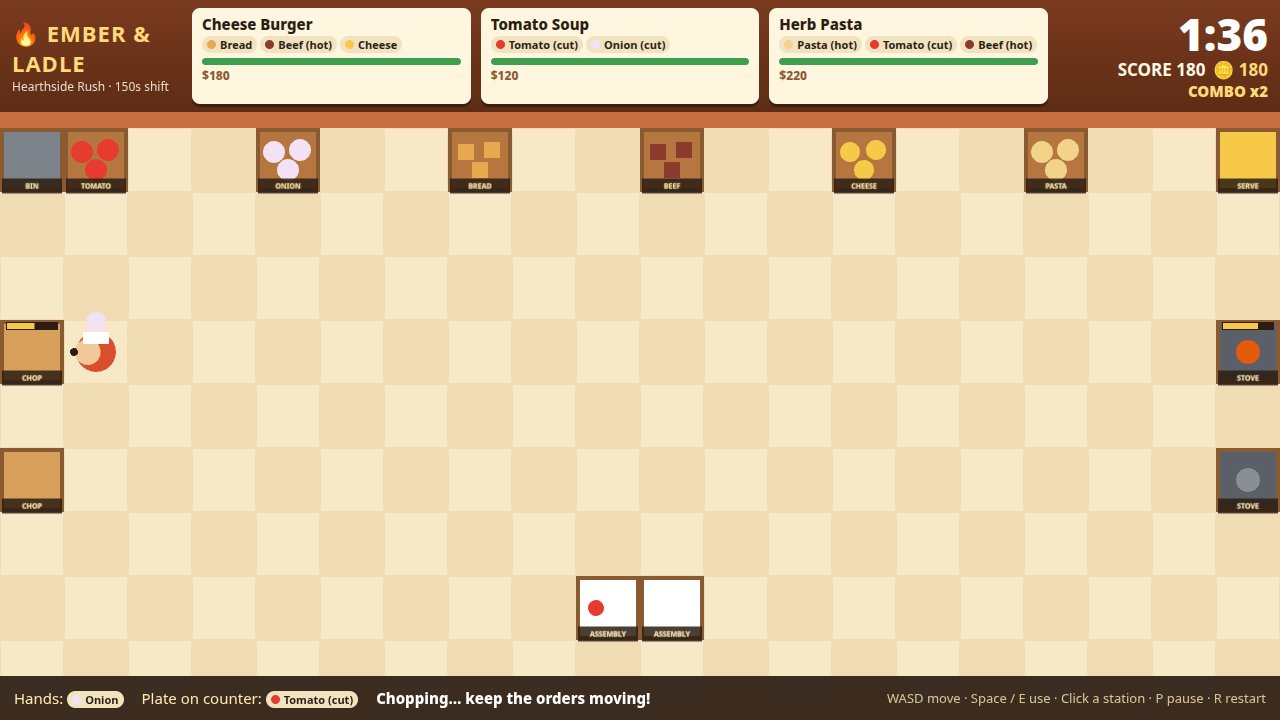 🔥 EMBER & LADLE
Hearthside Rush · 150s shift
Cheese Burger
Bread Beef (hot) Cheese
$180
Tomato Soup
Tomato (cut) Onion (cut)
$120
Herb Pasta
Pasta (hot) Tomato (cut) Beef (hot)
$220
1:36
SCORE 180 🪙 180
COMBO x2
BIN
TOMATO
ONION
BREAD
BEEF
CHEESE
PASTA
SERVE
CHOP
STOVE
CHOP
STOVE
ASSEMBLY
ASSEMBLY
Hands: Onion Plate on counter: Tomato (cut) Chopping... keep the orders moving!
WASD move · Space / E use · Click a station · P pause · R restart